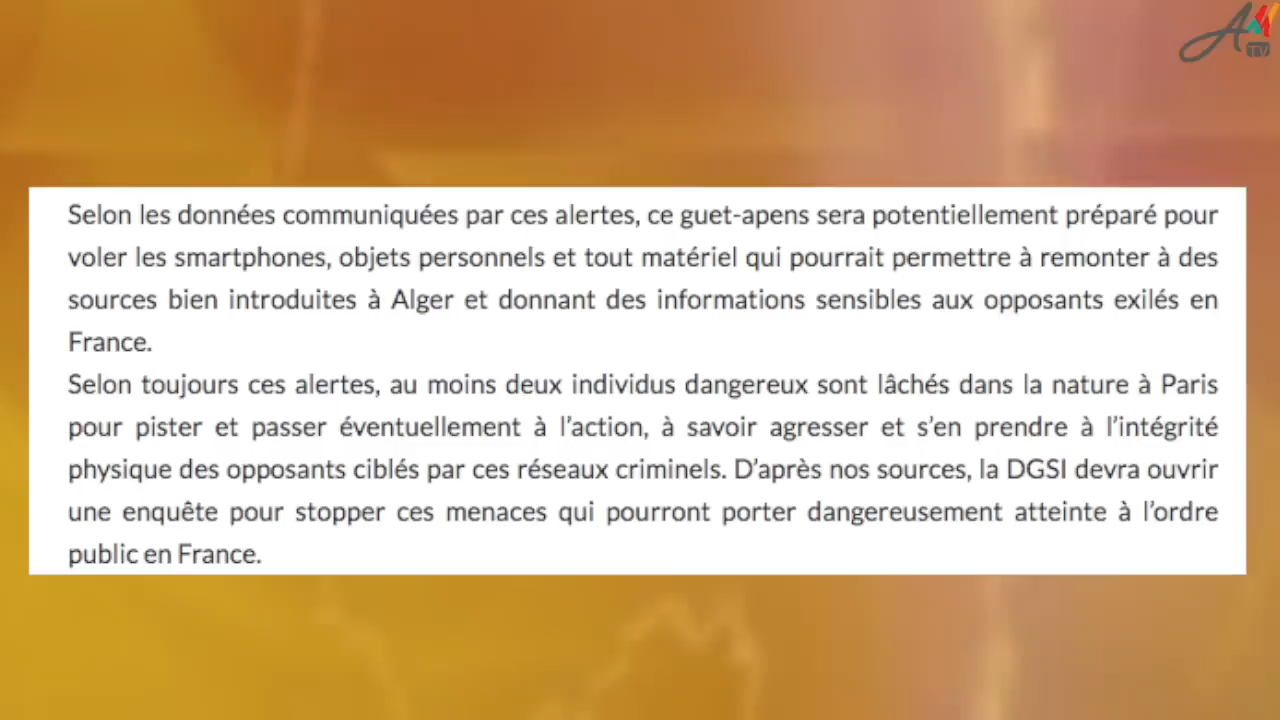 A TV
Selon les données communiquées par ces alertes, ce guet-apens sera potentiellement préparé pour
voler les smartphones, objets personnels et tout matériel qui pourrait permettre à remonter à des
sources bien introduites à Alger et donnant des informations sensibles aux opposants exilés en
France.
Selon toujours ces alertes, au moins deux individus dangereux sont lâchés dans la nature à Paris
pour pister et passer éventuellement à l’action, à savoir agresser et s’en prendre à l’intégrité
physique des opposants ciblés par ces réseaux criminels. D’après nos sources, la DGSI devra ouvrir
une enquête pour stopper ces menaces qui pourront porter dangereusement atteinte à l’ordre
public en France.